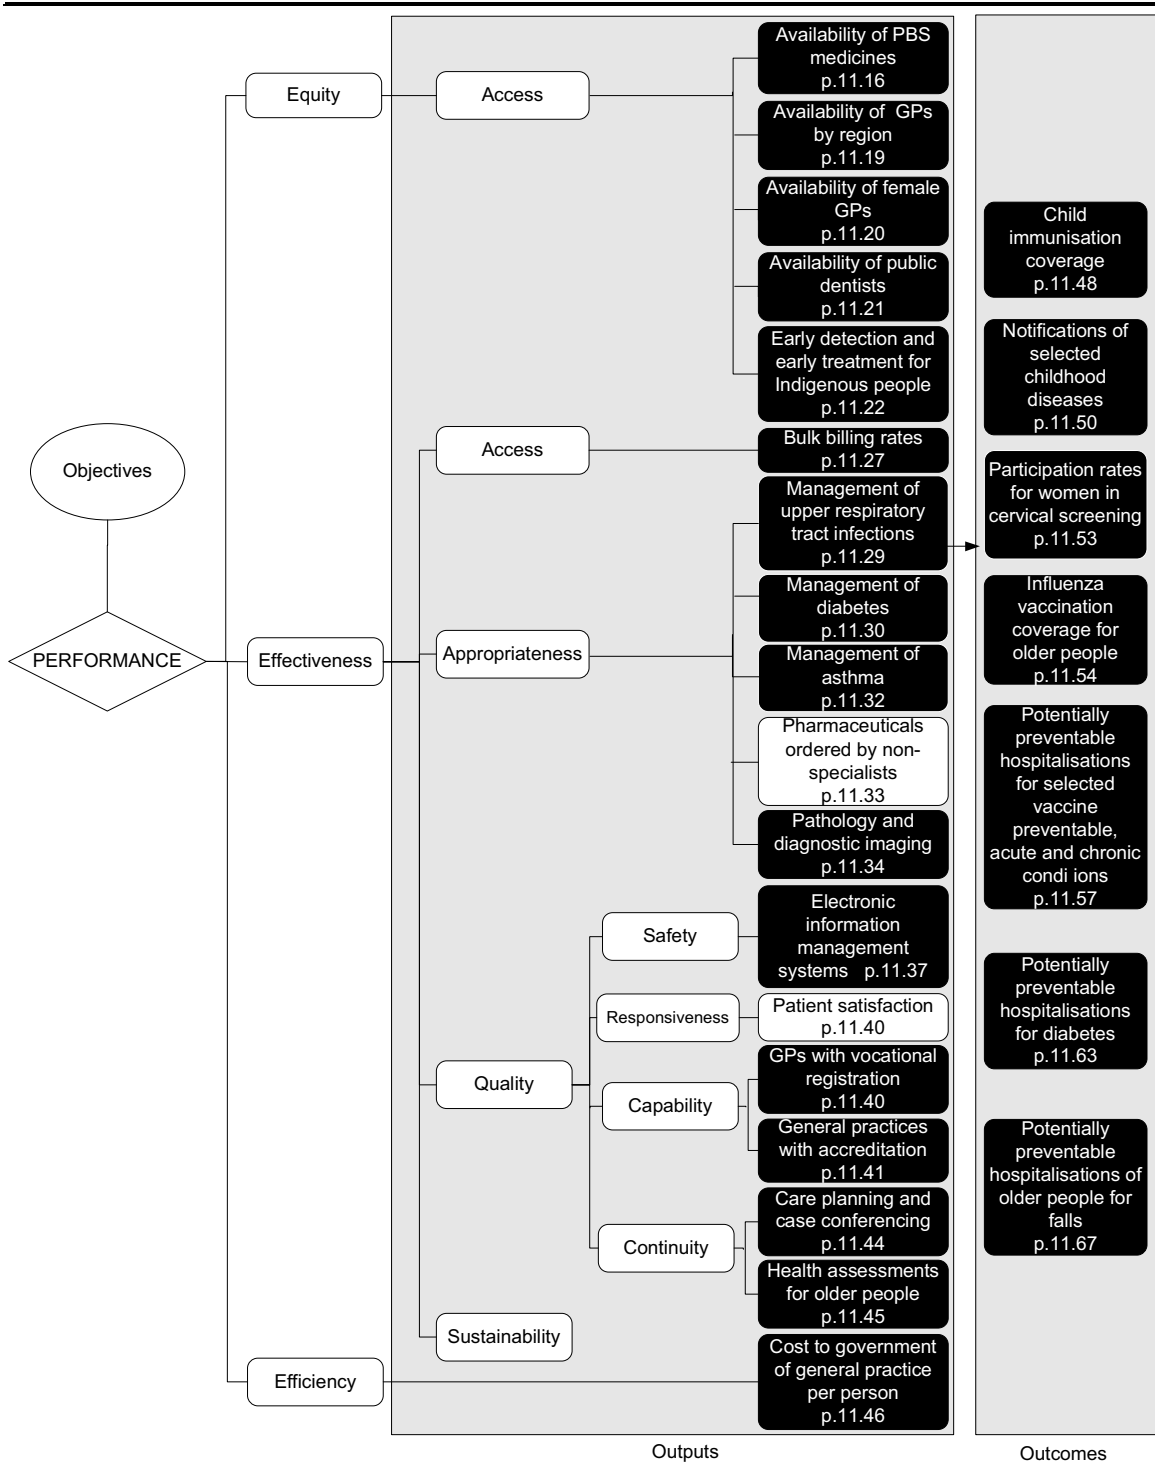 Objectives
PERFORMANCE
Equity
Access
Availability of PBS
medicines
p.11.16
Availability of GPs
by region
p.11.19
Availability of female
GPs
p.11.20
Availability of public
dentists
p.11.21
Early detection and
early treatment for
Indigenous people
p.11.22
Effectiveness
Access
Bulk billing rates
p.11.27
Appropriateness
Management of
upper respiratory
tract infections
p.11.29
Management of
diabetes
p.11.30
Management of
asthma
p.11.32
Pharmaceuticals
ordered by non-
specialists
p.11.33
Pathology and
diagnostic imaging
p.11.34
Quality
Safety
Electronic
information
management
systems p.11.37
Responsiveness
Patient satisfaction
p.11.40
Capability
GPs with vocational
registration
p.11.40
General practices
with accreditation
p.11.41
Continuity
Care planning and
case conferencing
p.11.44
Health assessments
for older people
p.11.45
Sustainability
Efficiency
Cost to government
of general practice
per person
p.11.46
Outputs
Child
immunisation
coverage
p.11.48
Notifications of
selected
childhood
diseases
p.11.50
Participation rates
for women in
cervical screening
p.11.53
Influenza
vaccination
coverage for
older people
p.11.54
Potentially
preventable
hospitalisations
for selected
vaccine
preventable,
acute and chronic
condi ions
p.11.57
Potentially
preventable
hospitalisations
for diabetes
p.11.63
Potentially
preventable
hospitalisations of
older people for
falls
p.11.67
Outcomes